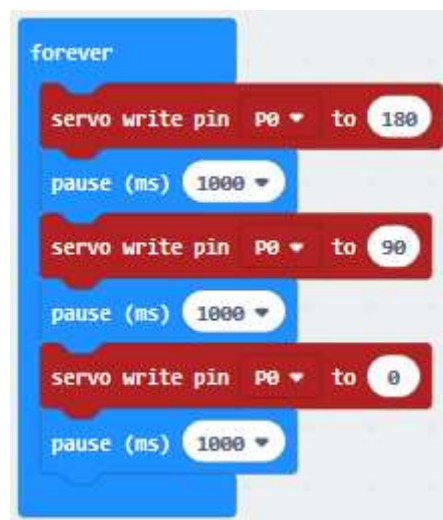 forever
servo write pin P0 to 180
pause (ms) 1000
servo write pin P0 to 90
pause (ms) 1000
servo write pin P0 to 0
pause (ms) 1000